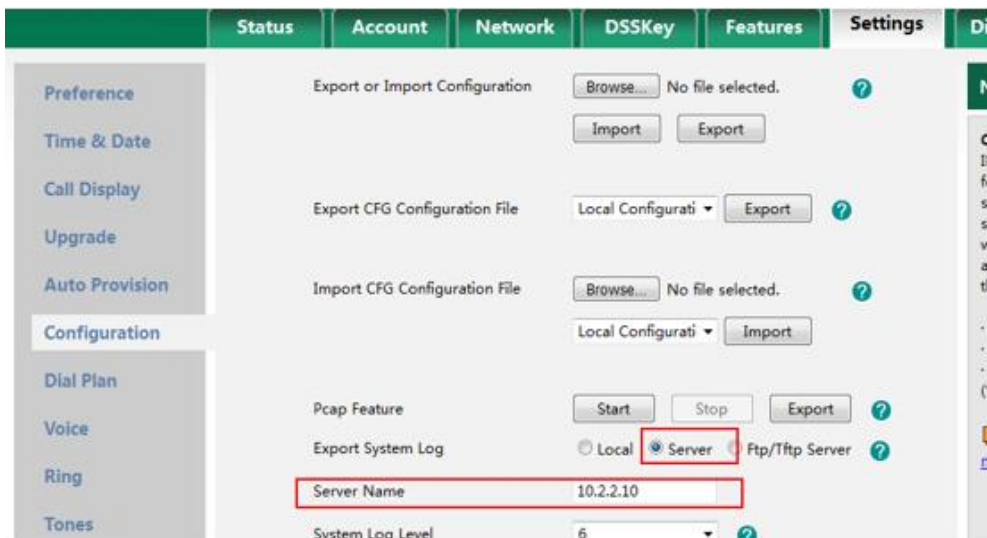 Status Account Network DSSKey Features Settings
Preference
Time & Date
Call Display
Upgrade
Auto Provision
Configuration
Dial Plan
Voice
Ring
Tones
Export or Import Configuration Browse... No file selected. ?
Import Export
Export CFG Configuration File Local Configurati Export ?
Import CFG Configuration File Browse... No file selected. ?
Local Configurati Import
Pcap Feature Start Stop Export ?
Export System Log Local Server Ftp/Tftp Server ?
Server Name 10.2.2.10
System Log Level 6 ?